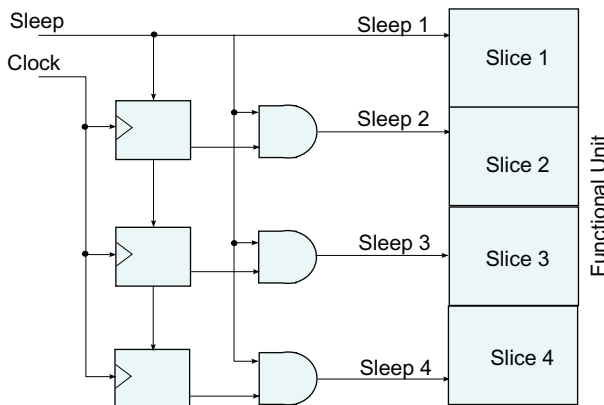 Sleep
Sleep 1
Clock
Slice 1
Sleep 2
Slice 2
Sleep 3
Slice 3
Sleep 4
Slice 4
Functional Unit